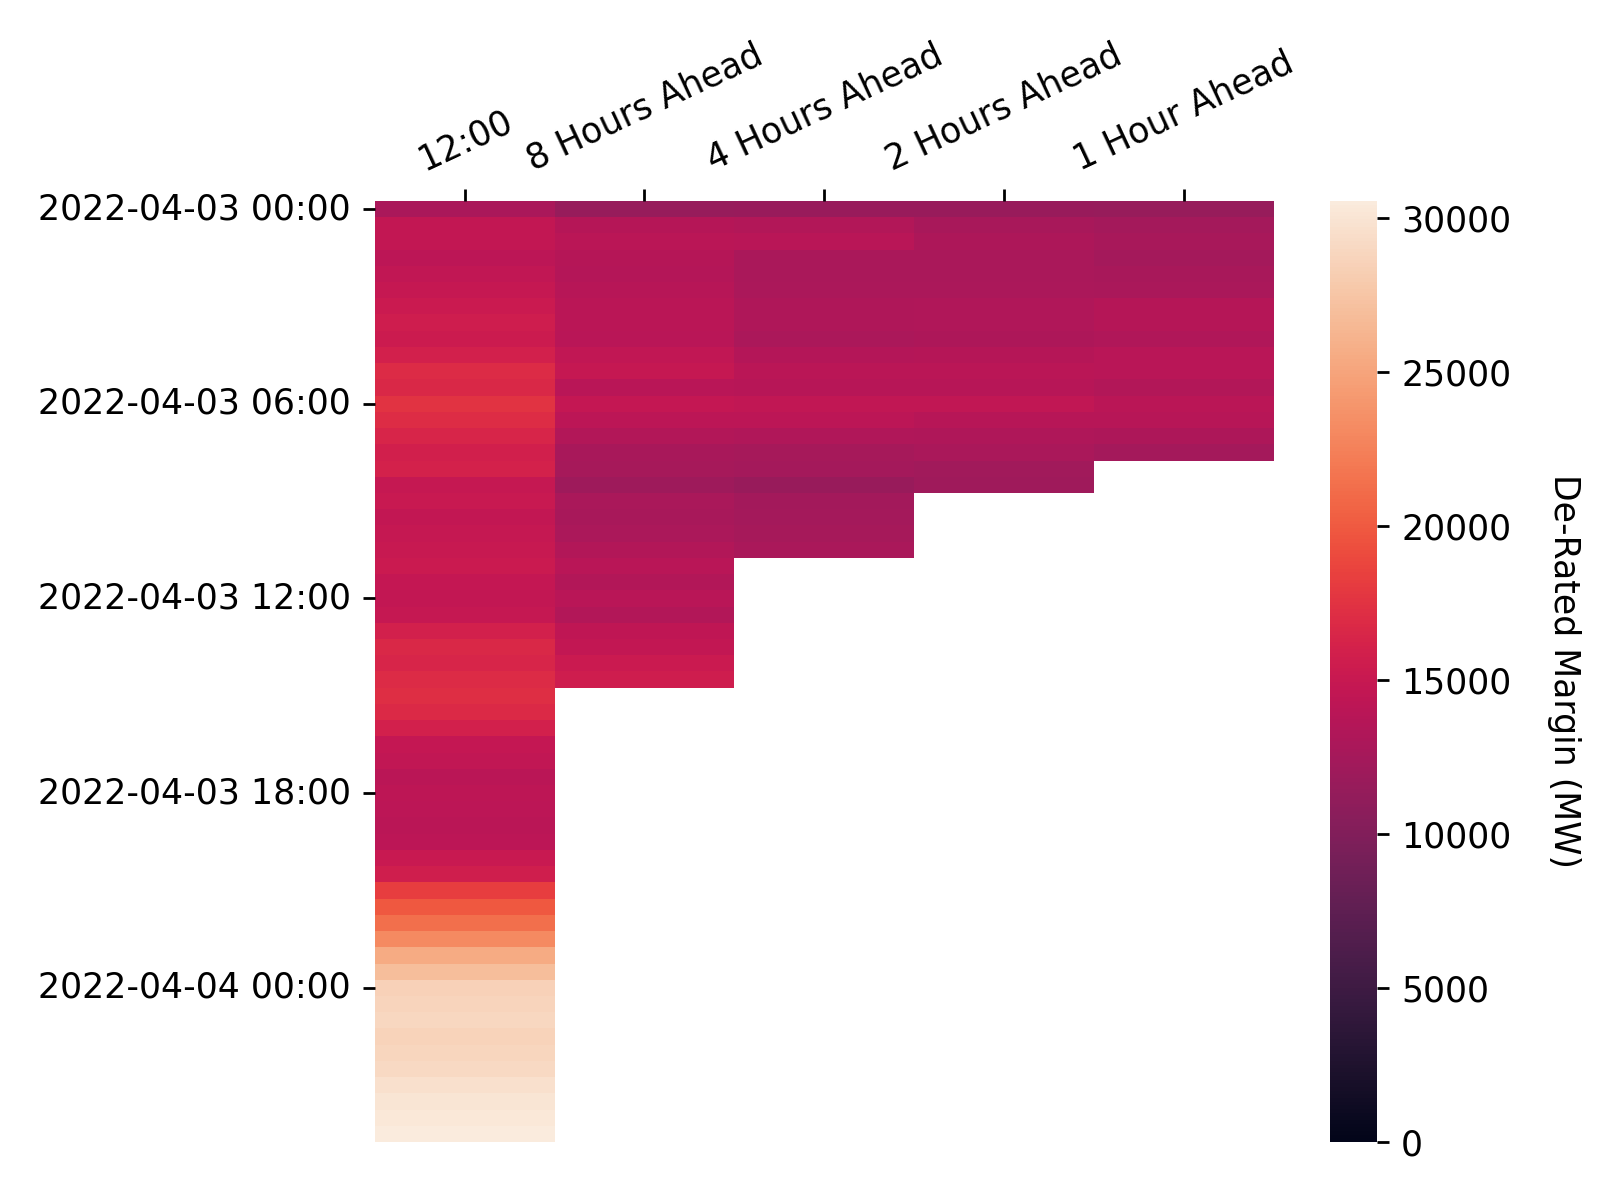 12:00
8 Hours Ahead
4 Hours Ahead
2 Hours Ahead
1 Hour Ahead
2022-04-03 00:00
2022-04-03 06:00
2022-04-03 12:00
2022-04-03 18:00
2022-04-04 00:00
30000
25000
20000
15000
10000
5000
0
De-Rated Margin (MW)